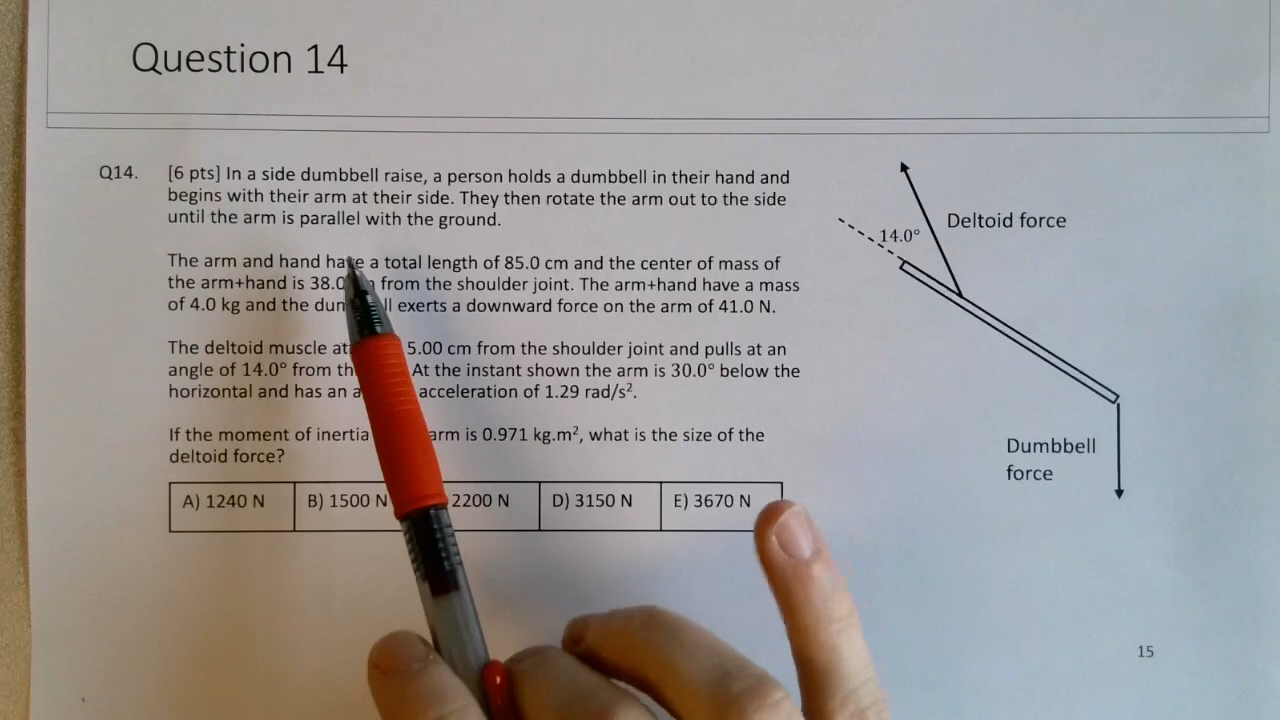 Question 14
Q14. [6 pts] In a side dumbbell raise, a person holds a dumbbell in their hand and
begins with their arm at their side. They then rotate the arm out to the side
until the arm is parallel with the ground.
The arm and hand have a total length of 85.0 cm and the center of mass of
the arm+hand is 38.0 from the shoulder joint. The arm+hand have a mass
of 4.0 kg and the exerts a downward force on the arm of 41.0 N.
The deltoid muscle 5.00 cm from the shoulder joint and pulls at an
angle of 14.0° from At the instant shown the arm is 30.0° below the
horizontal and has an acceleration of 1.29 rad/s².
If the moment of inertia arm is 0.971 kg.m², what is the size of the
deltoid force?
A) 1240 N B) 1500 N 2200 N D) 3150 N E) 3670 N
Deltoid force
14.0°
Dumbbell
force
15